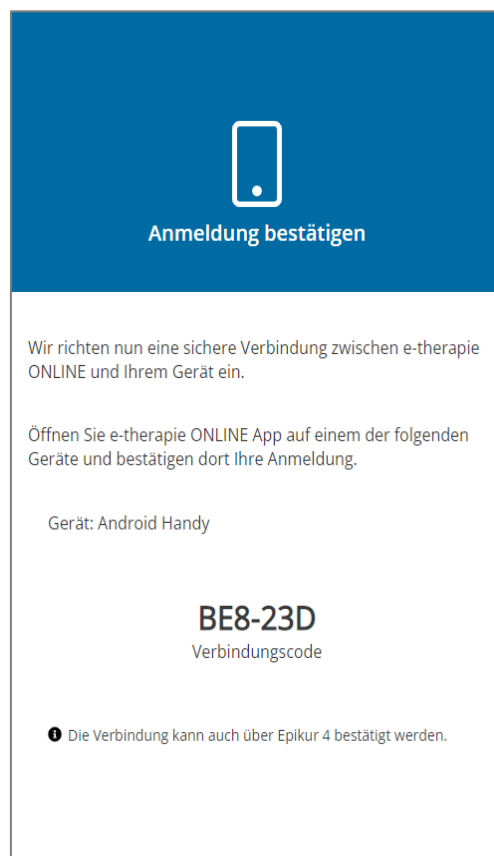 Anmeldung bestätigen
Wir richten nun eine sichere Verbindung zwischen e-therapie
ONLINE und Ihrem Gerät ein.
Öffnen Sie e-therapie ONLINE App auf einem der folgenden
Geräte und bestätigen dort Ihre Anmeldung.
Gerät: Android Handy
BE8-23D
Verbindungscode
Die Verbindung kann auch über Epikur 4 bestätigt werden.